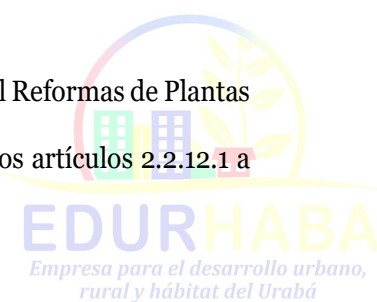 l Reformas de Plantas
os artículos 2.2.12.1 a
EDURHABA
Empresa para el desarrollo urbano,
rural y hábitat del Urabá